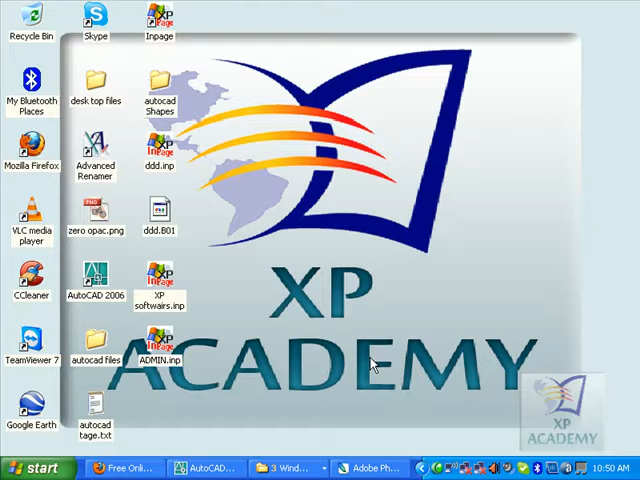 Recycle Bin
Skype
Inpage
My Bluetooth
Places
desk top files
autocad
Shapes
Mozilla Firefox
Advanced
Renamer
ddd.inp
VLC media
player
zero opac.png
ddd.B01
CCleaner
AutoCAD 2006
XP
softwairs.inp
TeamViewer 7
autocad files
ADMIN.inp
Google Earth
autocad
tage.txt
XP
ACADEMY
XP
ACADEMY
start
Free Onli...
AutoCAD...
3 Wind...
Adobe Ph...
10:50 AM